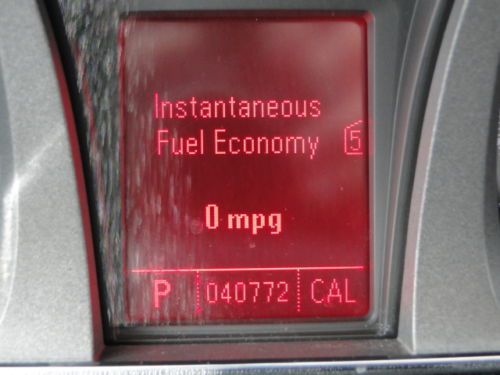 Instantaneous
Fuel Economy 5
0 mpg
P 040772 CAL